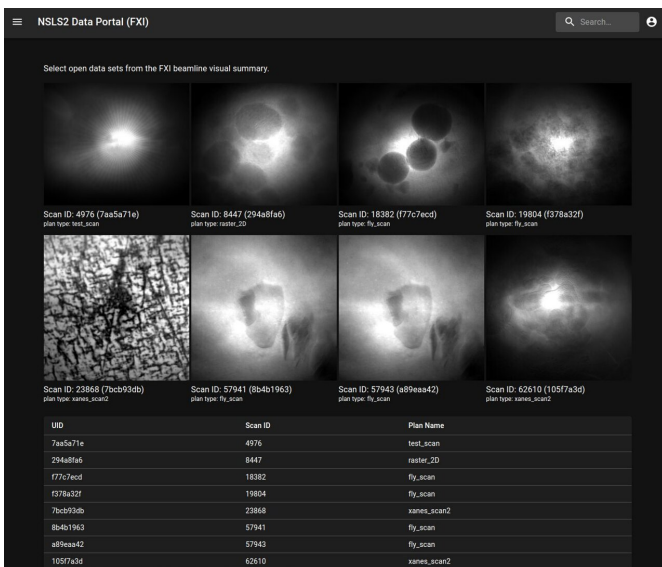 NSLS2 Data Portal (FXI)
Search...
Select open data sets from the FXI beamline visual summary.
Scan ID: 4976 (7aa5a71e)
plan type: test_scan
Scan ID: 8447 (294a8fa6)
plan type: raster_2D
Scan ID: 18382 (f77c7ecd)
plan type: fly_scan
Scan ID: 19804 (f378a32f)
plan type: fly_scan
Scan ID: 23868 (7bcb93db)
plan type: xanes_scan2
Scan ID: 57941 (8b4b1963)
plan type: fly_scan
Scan ID: 57943 (a89eaa42)
plan type: fly_scan
Scan ID: 62610 (105f7a3d)
plan type: xanes_scan2
UID Scan ID Plan Name
7aa5a71e 4976 test_scan
294a8fa6 8447 raster_2D
f77c7ecd 18382 fly_scan
f378a32f 19804 fly_scan
7bcb93db 23868 xanes_scan2
8b4b1963 57941 fly_scan
a89eaa42 57943 fly_scan
105f7a3d 62610 xanes_scan2